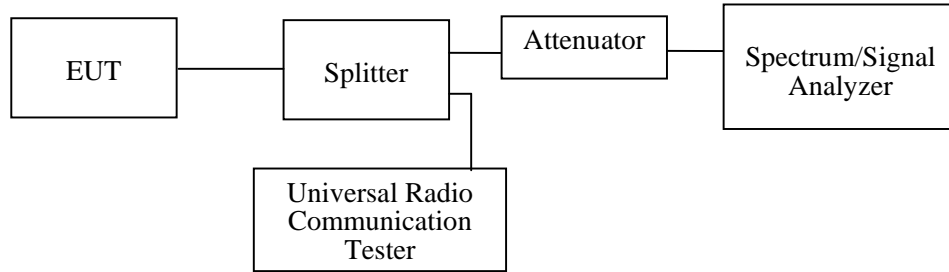 EUT
Splitter
Attenuator
Spectrum/Signal
Analyzer
Universal Radio
Communication
Tester